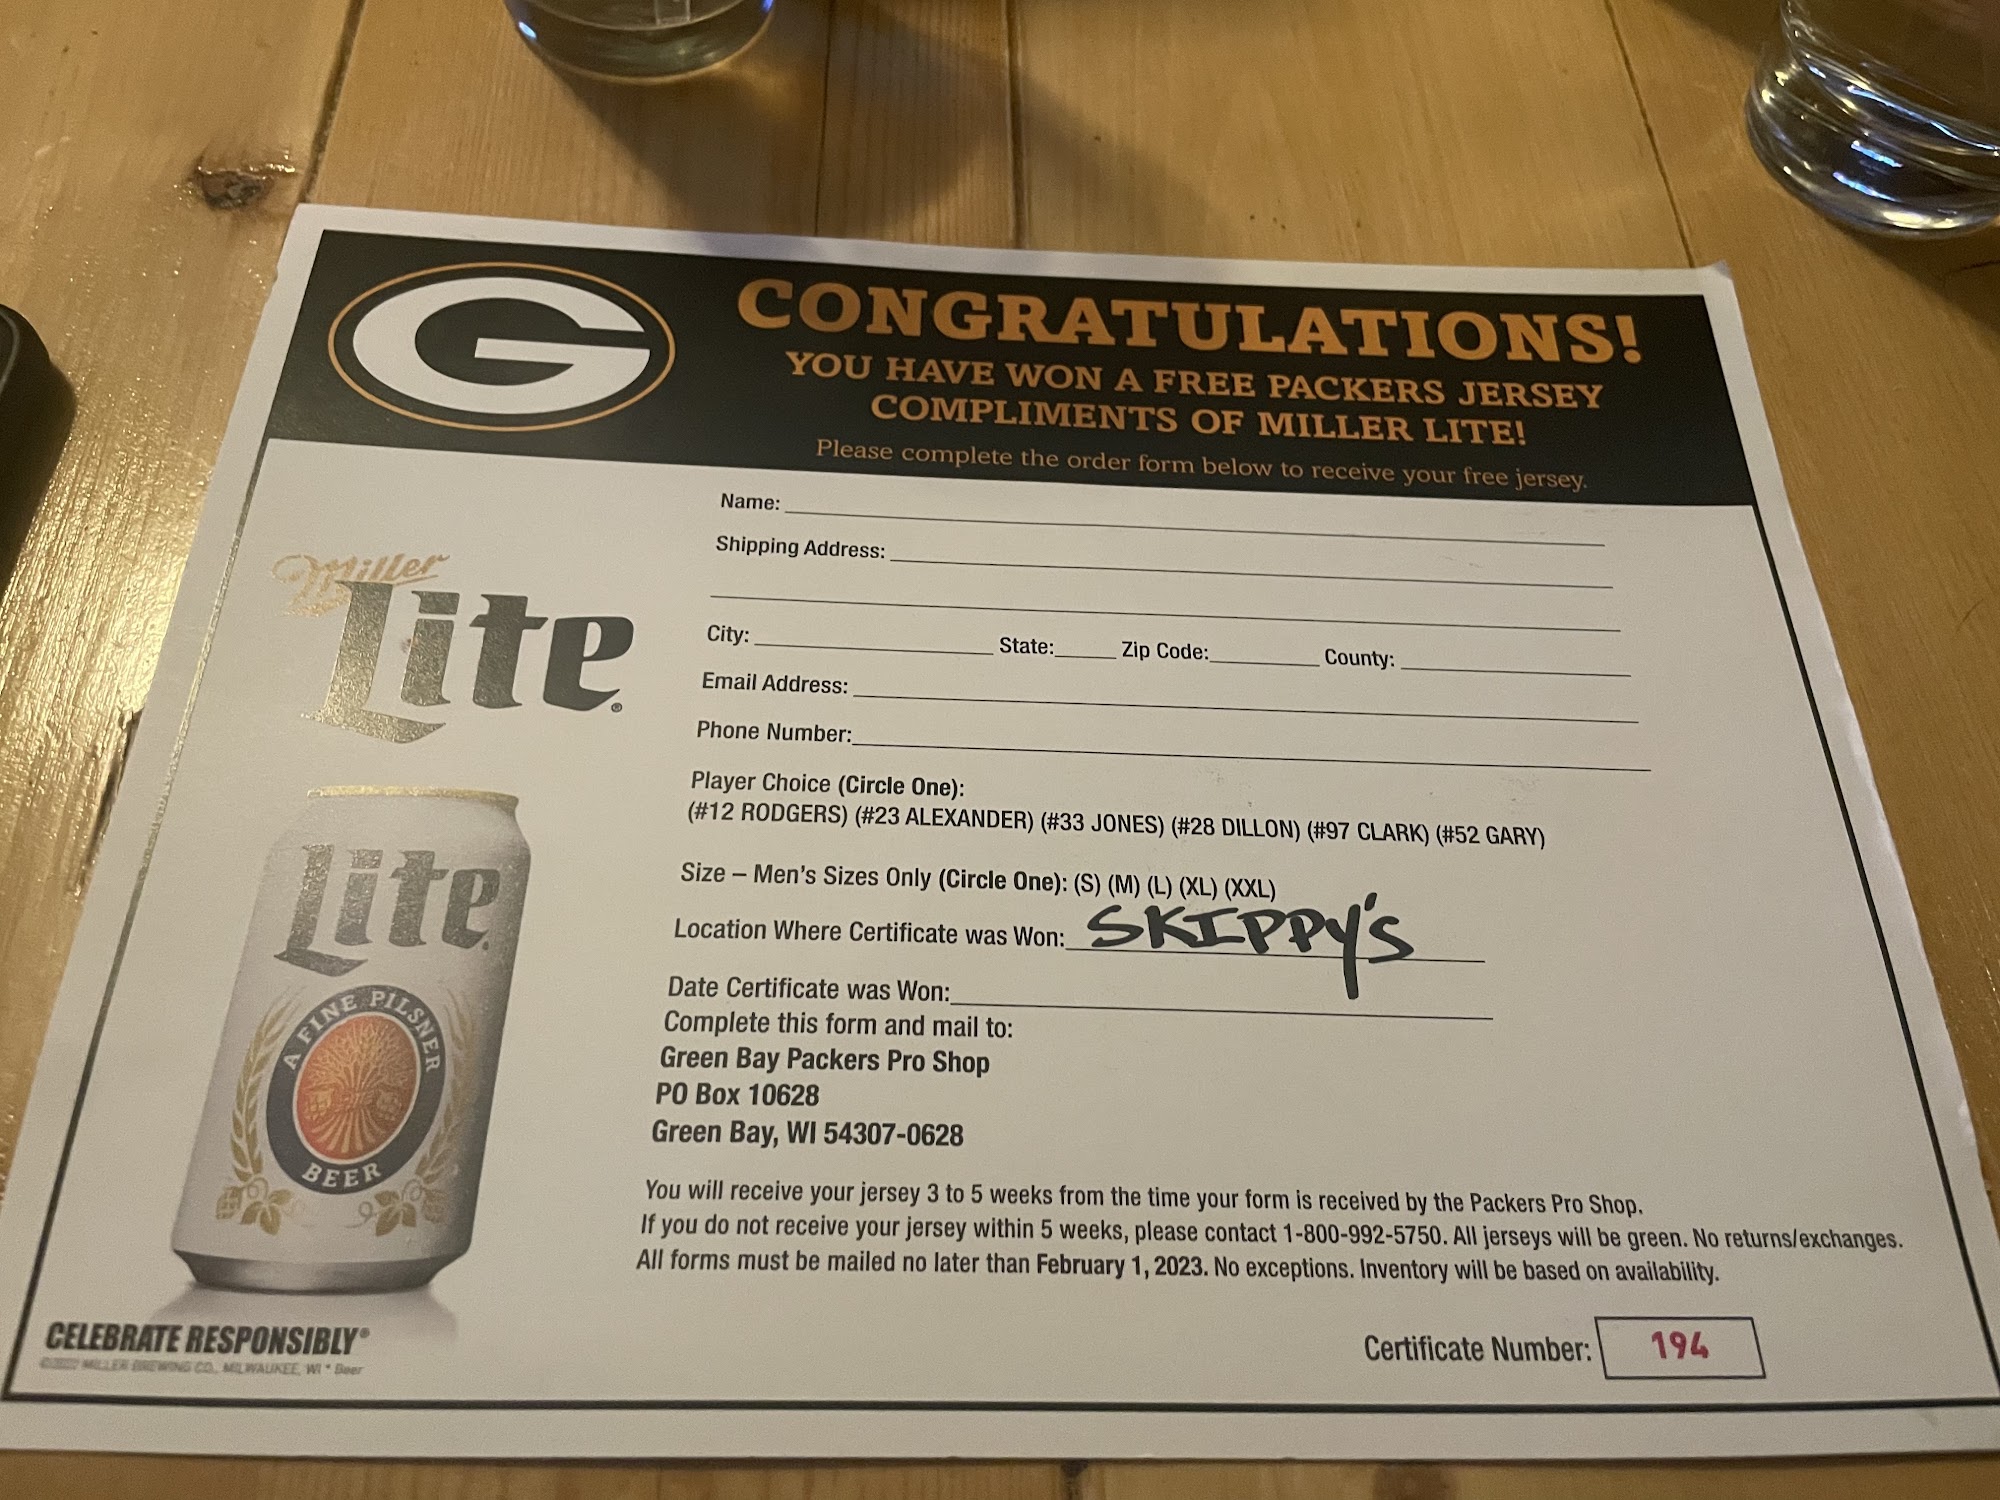 CONGRATULATIONS!
YOU HAVE WON A FREE PACKERS JERSEY
COMPLIMENTS OF MILLER LITE!
Please complete the order form below to receive your free jersey.
G
Miller
Lite®
Name:
Shipping Address:
City: State: Zip Code: County:
Email Address:
Phone Number:
Player Choice (Circle One):
(#12 RODGERS) (#23 ALEXANDER) (#33 JONES) (#28 DILLON) (#97 CLARK) (#52 GARY)
Size – Men's Sizes Only (Circle One): (S) (M) (L) (XL) (XXL)
Location Where Certificate was Won: SKIPPY'S
Date Certificate was Won:
Complete this form and mail to:
Green Bay Packers Pro Shop
PO Box 10628
Green Bay, WI 54307-0628
You will receive your jersey 3 to 5 weeks from the time your form is received by the Packers Pro Shop.
If you do not receive your jersey within 5 weeks, please contact 1-800-992-5750. All jerseys will be green. No returns/exchanges.
All forms must be mailed no later than February 1, 2023. No exceptions. Inventory will be based on availability.
Certificate Number: 194
Lite
A FINE PILSNER
BEER
CELEBRATE RESPONSIBLY®
©2022 MILLER BREWING CO., MILWAUKEE, WI * Beer